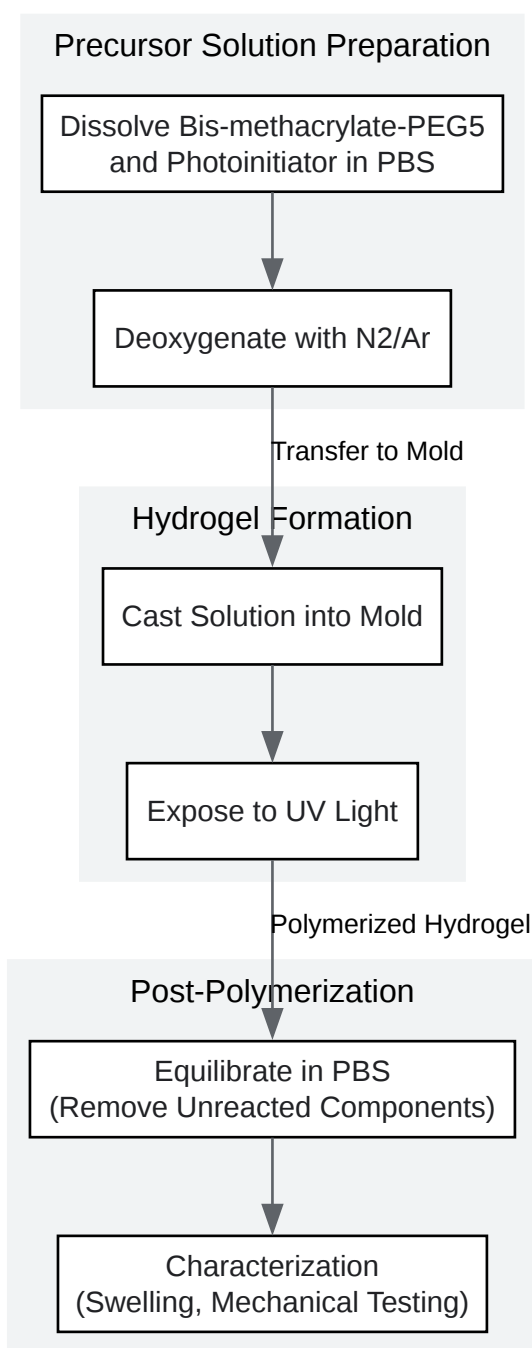 Precursor Solution Preparation
Dissolve Bis-methacrylate-PEG5
and Photoinitiator in PBS
Deoxygenate with N2/Ar
Transfer to Mold
Hydrogel Formation
Cast Solution into Mold
Expose to UV Light
Polymerized Hydrogel
Post-Polymerization
Equilibrate in PBS
(Remove Unreacted Components)
Characterization
(Swelling, Mechanical Testing)